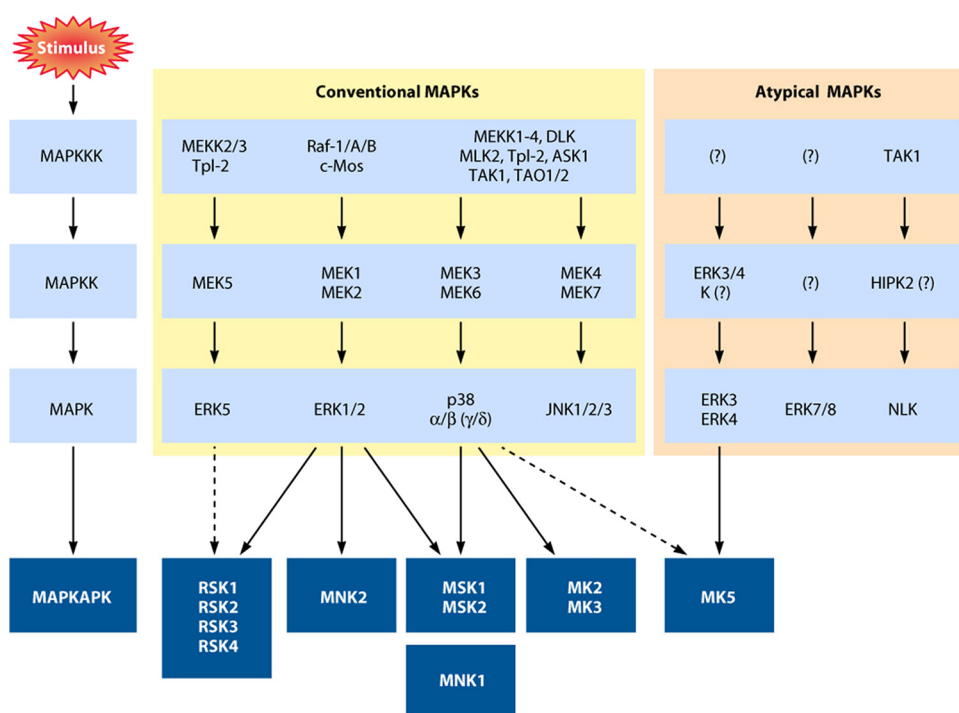 Stimulus
Conventional MAPKs
Atypical MAPKs
MAPKKK
MEKK2/3
Tpl-2
Raf-1/A/B
c-Mos
MEKK1-4, DLK
MLK2, Tpl-2, ASK1
TAK1, TAO1/2
(?)
(?)
TAK1
MAPKK
MEK5
MEK1
MEK2
MEK3
MEK6
MEK4
MEK7
ERK3/4
K (?)
(?)
HIPK2 (?)
MAPK
ERK5
ERK1/2
p38
α/β (γ/δ)
JNK1/2/3
ERK3
ERK4
ERK7/8
NLK
MAPKAPK
RSK1
RSK2
RSK3
RSK4
MNK2
MSK1
MSK2
MK2
MK3
MK5
MNK1